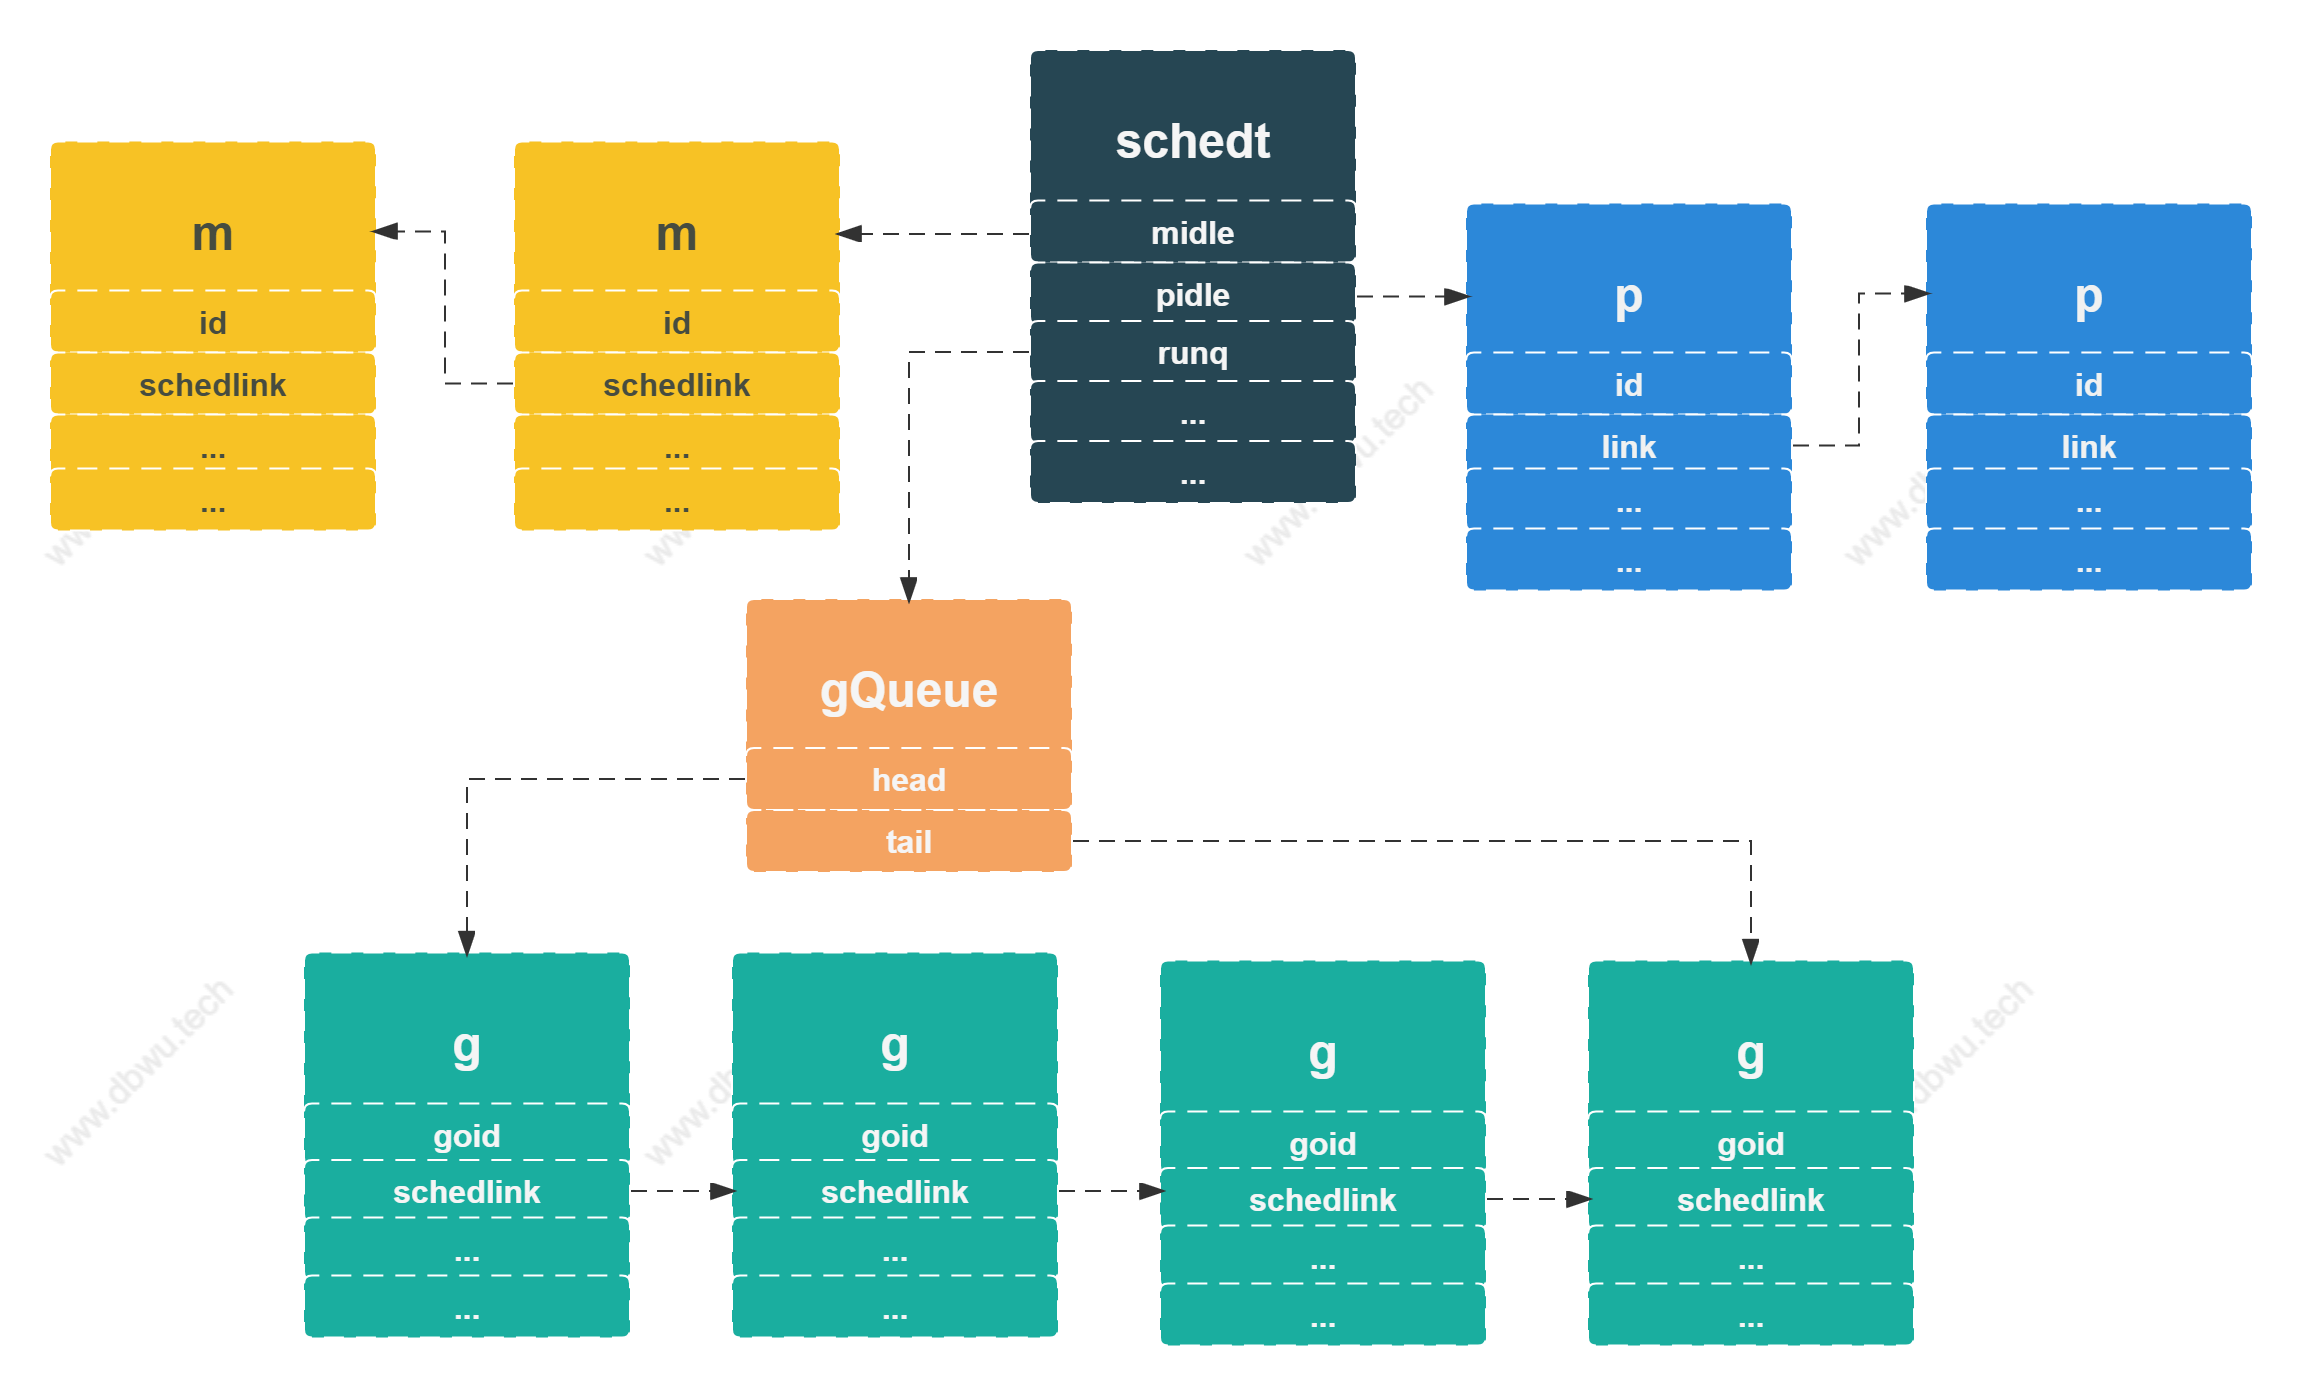 schedt
midle
pidle
runq
...
...
m
id
schedlink
...
...
m
id
schedlink
...
...
p
id
link
...
...
p
id
link
...
...
gQueue
head
tail
g
goid
schedlink
...
...
g
goid
schedlink
...
...
g
goid
schedlink
...
...
g
goid
schedlink
...
...
www.dbwu.tech